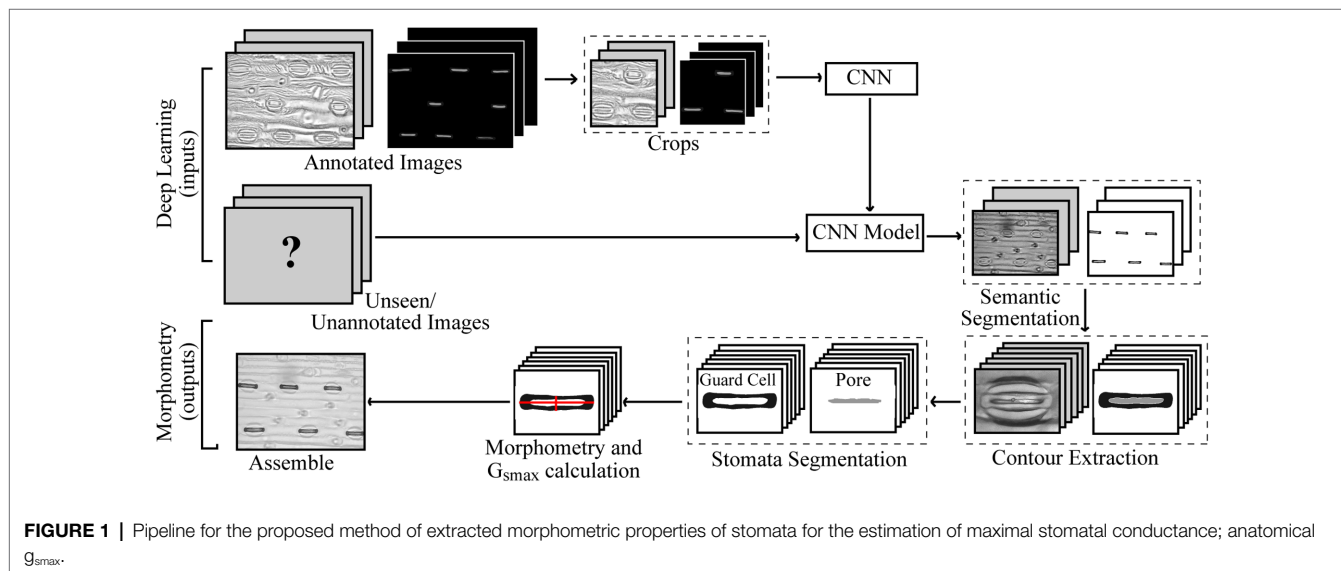 Deep Learning
(inputs)
Annotated Images
Crops
CNN
?
Unseen/
Unannotated Images
CNN Model
Semantic
Segmentation
Morphometry
(outputs)
Assemble
Morphometry and
Gsmax calculation
Guard Cell
Pore
Stomata Segmentation
Contour Extraction
FIGURE 1 | Pipeline for the proposed method of extracted morphometric properties of stomata for the estimation of maximal stomatal conductance; anatomical
gsmax.